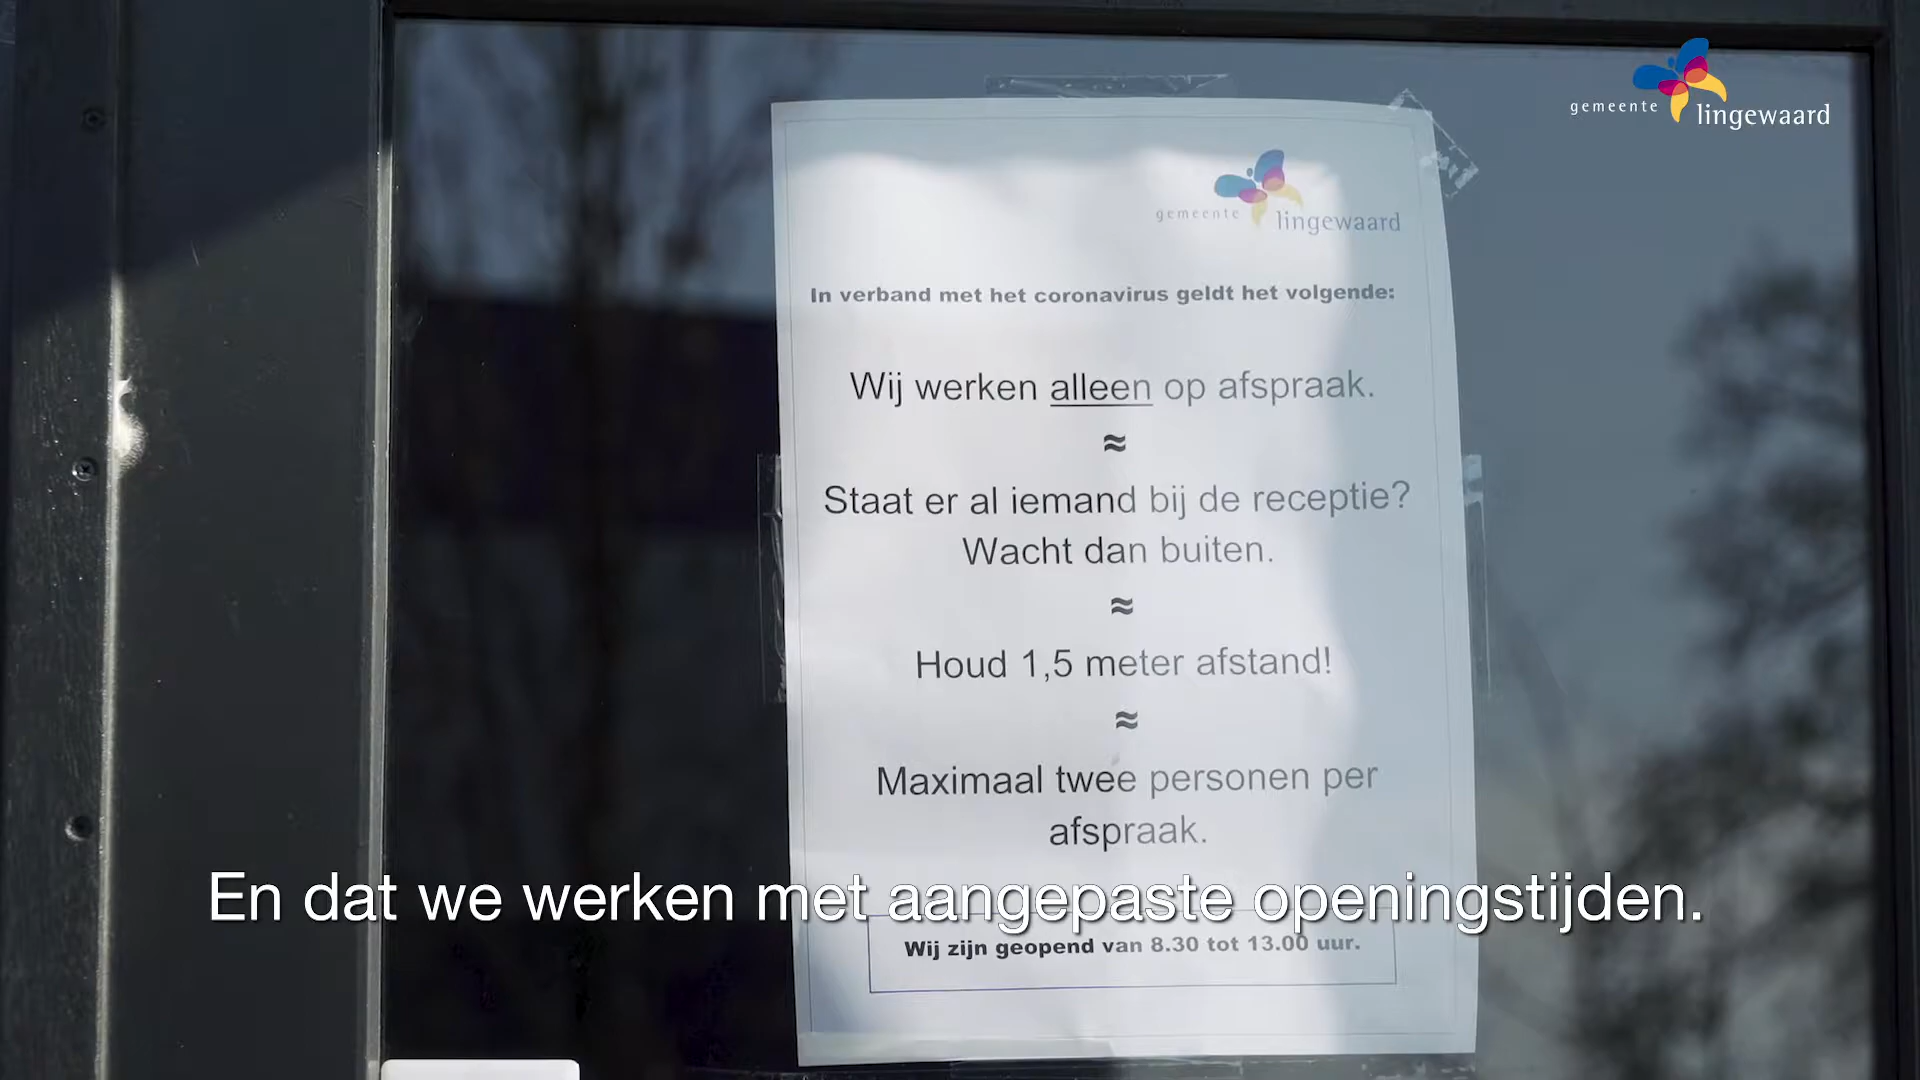 gemeente lingewaard
gemeente lingewaard
In verband met het coronavirus geldt het volgende:
Wij werken alleen op afspraak.
≈
Staat er al iemand bij de receptie?
Wacht dan buiten.
≈
Houd 1,5 meter afstand!
≈
Maximaal twee personen per
afspraak.
En dat we werken met aangepaste openingstijden.
Wij zijn geopend van 8.30 tot 13.00 uur.